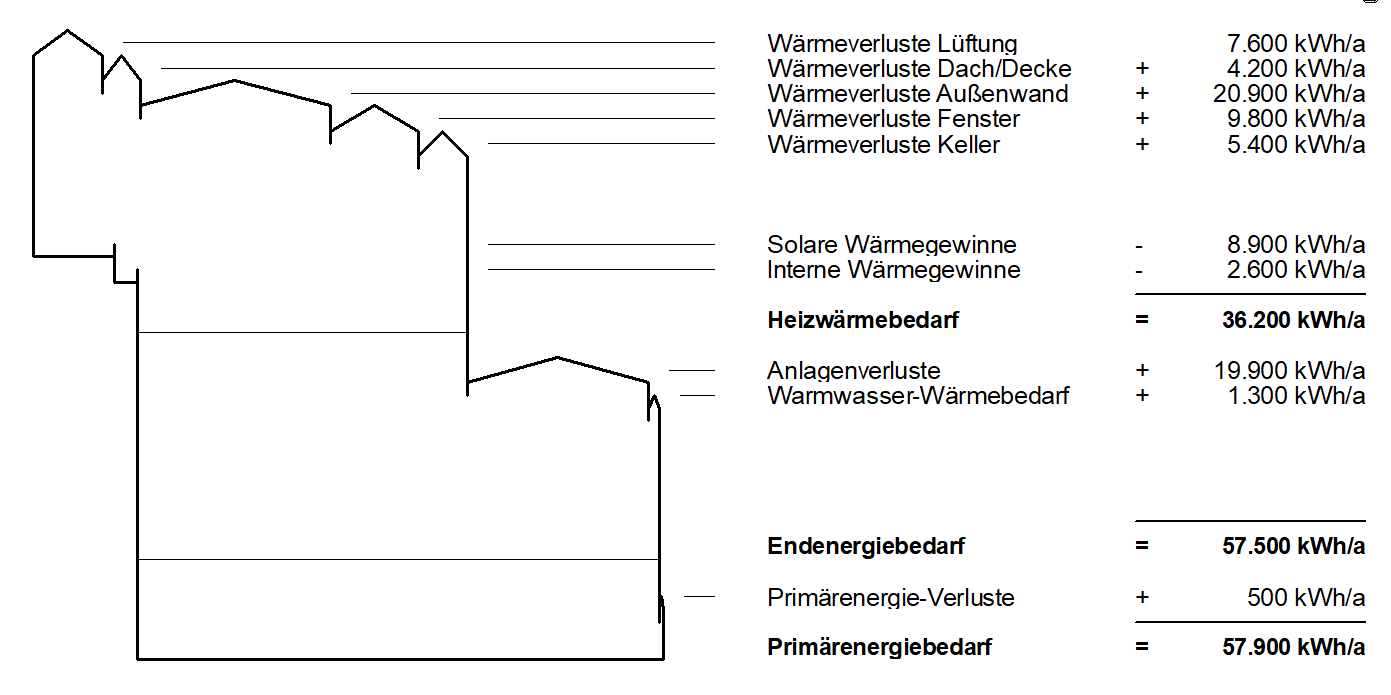 Wärmeverluste Lüftung 7.600 kWh/a
Wärmeverluste Dach/Decke + 4.200 kWh/a
Wärmeverluste Außenwand + 20.900 kWh/a
Wärmeverluste Fenster + 9.800 kWh/a
Wärmeverluste Keller + 5.400 kWh/a
Solare Wärmegewinne - 8.900 kWh/a
Interne Wärmegewinne - 2.600 kWh/a
Heizwärmebedarf = 36.200 kWh/a
Anlagenverluste + 19.900 kWh/a
Warmwasser-Wärmebedarf + 1.300 kWh/a
Endenergiebedarf = 57.500 kWh/a
Primärenergie-Verluste + 500 kWh/a
Primärenergiebedarf = 57.900 kWh/a